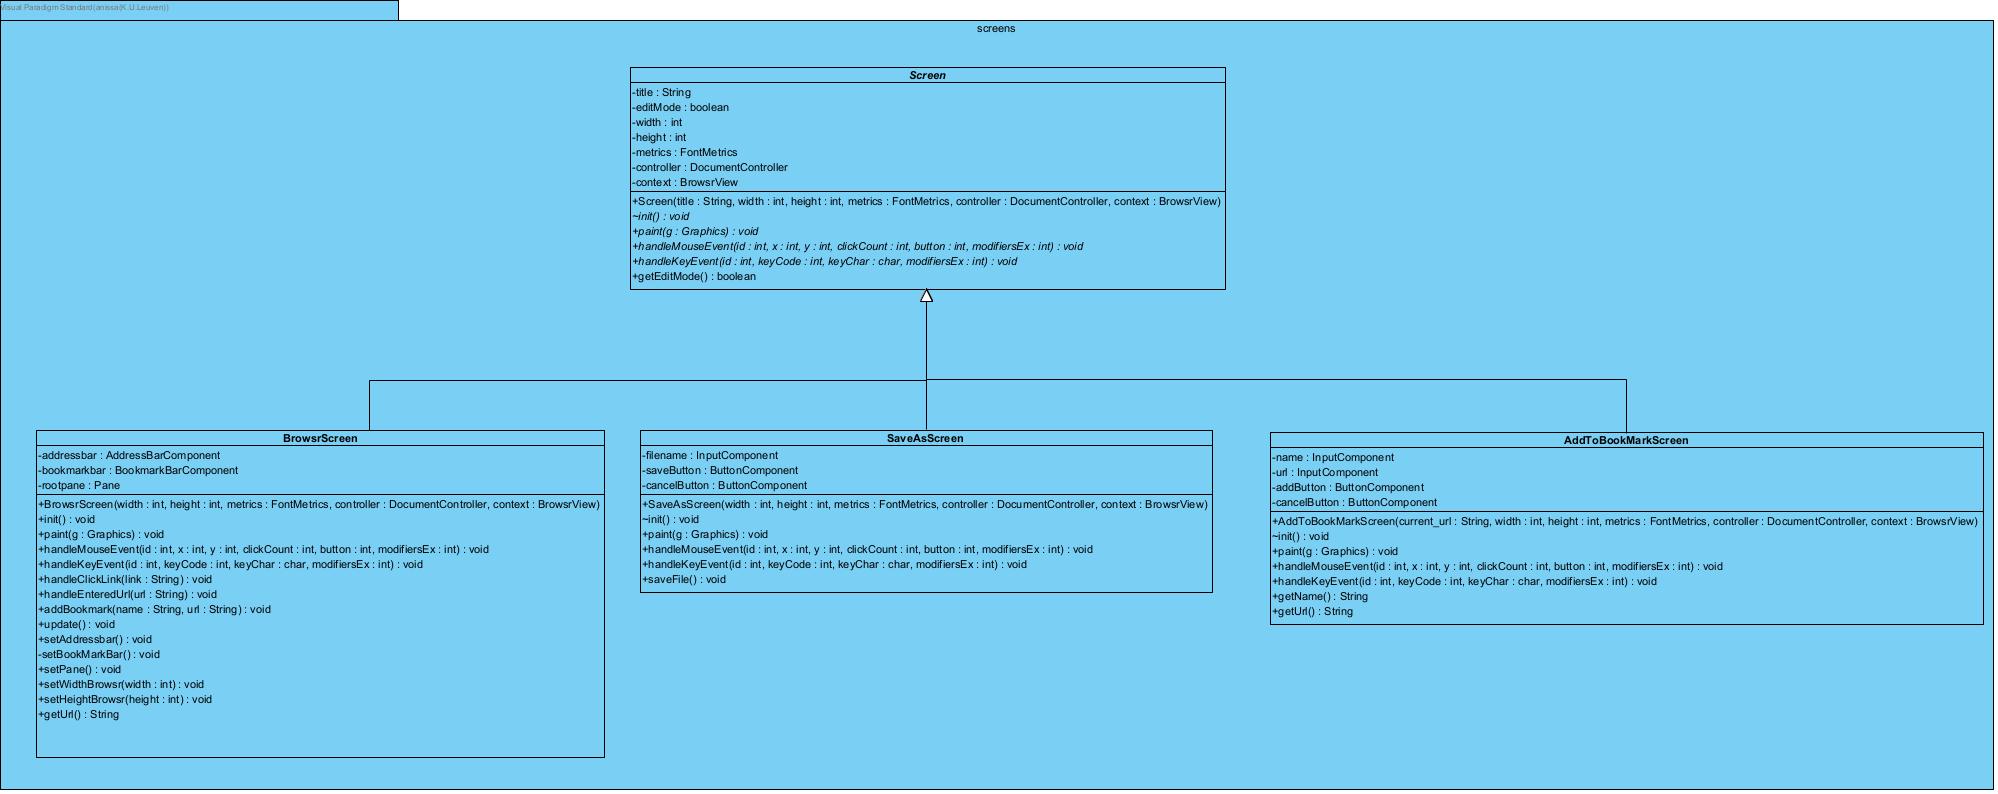 Visual Paradigm Standard(anissa(K.U.Leuven))
screens
Screen
-title : String
-editMode : boolean
-width : int
-height : int
-metrics : FontMetrics
-controller : DocumentController
-context : BrowsrView
+Screen(title : String, width : int, height : int, metrics : FontMetrics, controller : DocumentController, context : BrowsrView)
~init() : void
+paint(g : Graphics) : void
+handleMouseEvent(id : int, x : int, y : int, clickCount : int, button : int, modifiersEx : int) : void
+handleKeyEvent(id : int, keyCode : int, keyChar : char, modifiersEx : int) : void
+getEditMode() : boolean
BrowsrScreen
-addressbar : AddressBarComponent
-bookmarkbar : BookmarkBarComponent
-rootpane : Pane
+BrowsrScreen(width : int, height : int, metrics : FontMetrics, controller : DocumentController, context : BrowsrView)
+init() : void
+paint(g : Graphics) : void
+handleMouseEvent(id : int, x : int, y : int, clickCount : int, button : int, modifiersEx : int) : void
+handleKeyEvent(id : int, keyCode : int, keyChar : char, modifiersEx : int) : void
+handleClickLink(link : String) : void
+handleEnteredUrl(url : String) : void
+addBookmark(name : String, url : String) : void
+update() : void
+setAddressbar() : void
-setBookMarkBar() : void
+setPane() : void
+setWidthBrowsr(width : int) : void
+setHeightBrowsr(height : int) : void
+getUrl() : String
SaveAsScreen
-filename : InputComponent
-saveButton : ButtonComponent
-cancelButton : ButtonComponent
+SaveAsScreen(width : int, height : int, metrics : FontMetrics, controller : DocumentController, context : BrowsrView)
~init() : void
+paint(g : Graphics) : void
+handleMouseEvent(id : int, x : int, y : int, clickCount : int, button : int, modifiersEx : int) : void
+handleKeyEvent(id : int, keyCode : int, keyChar : char, modifiersEx : int) : void
+saveFile() : void
AddToBookMarkScreen
-name : InputComponent
-url : InputComponent
-addButton : ButtonComponent
-cancelButton : ButtonComponent
+AddToBookMarkScreen(current_url : String, width : int, height : int, metrics : FontMetrics, controller : DocumentController, context : BrowsrView)
~init() : void
+paint(g : Graphics) : void
+handleMouseEvent(id : int, x : int, y : int, clickCount : int, button : int, modifiersEx : int) : void
+handleKeyEvent(id : int, keyCode : int, keyChar : char, modifiersEx : int) : void
+getName() : String
+getUrl() : String